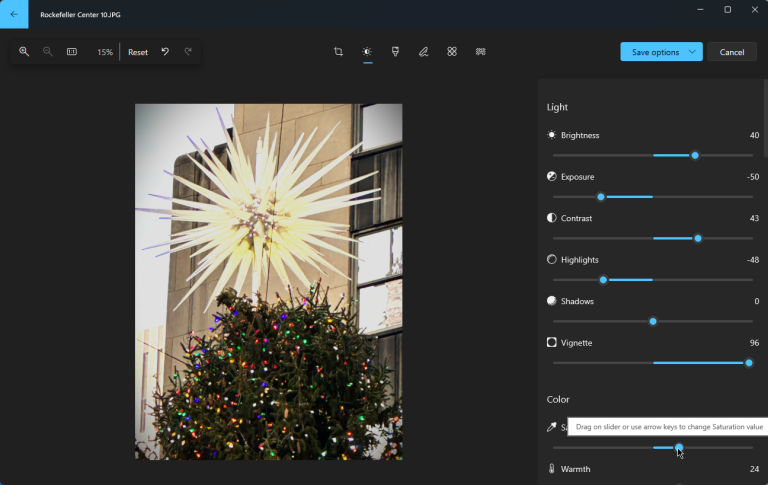 Rockefeller Center 10.JPG
15%
Reset
Save options
Cancel
Light
Brightness 40
Exposure -50
Contrast 43
Highlights -48
Shadows 0
Vignette 96
Color
Drag on slider or use arrow keys to change Saturation value
Warmth 24